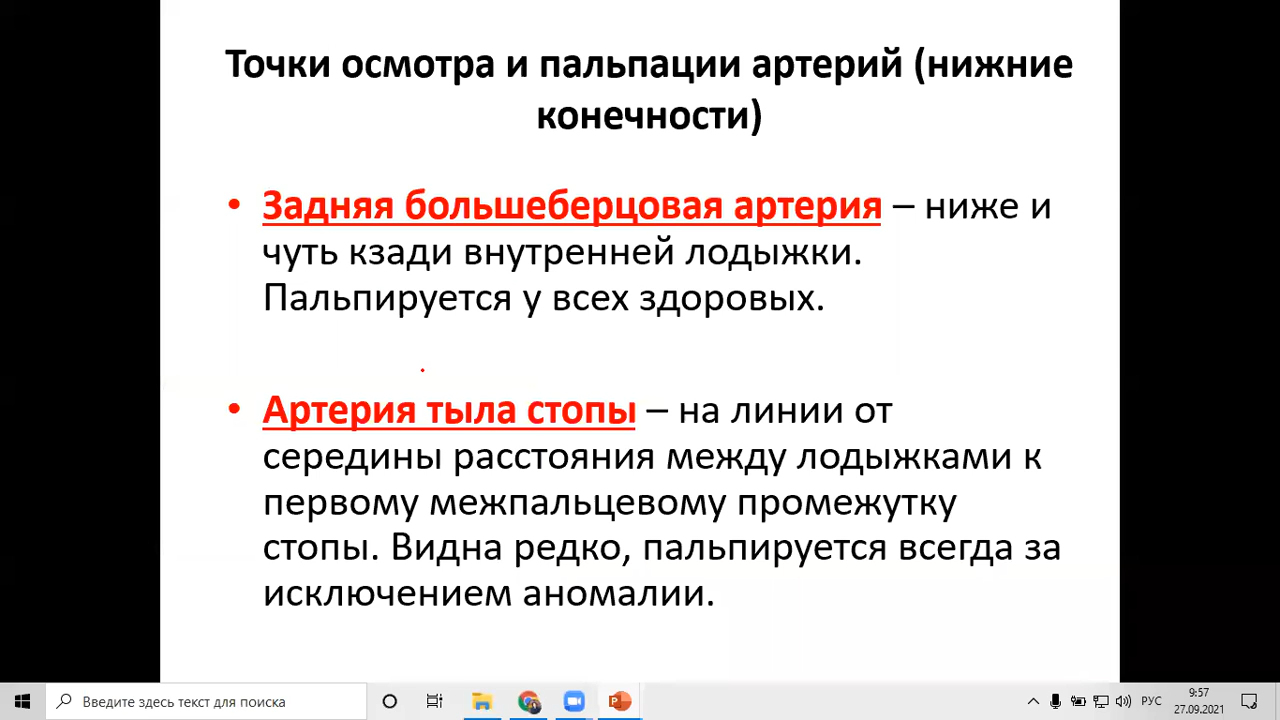 Точки осмотра и пальпации артерий (нижние
конечности)
• Задняя большеберцовая артерия – ниже и
чуть кзади внутренней лодыжки.
Пальпируется у всех здоровых.
• Артерия тыла стопы – на линии от
середины расстояния между лодыжками к
первому межпальцевому промежутку
стопы. Видна редко, пальпируется всегда за
исключением аномалии.
Введите здесь текст для поиска
РУС
9:57
27.09.2021